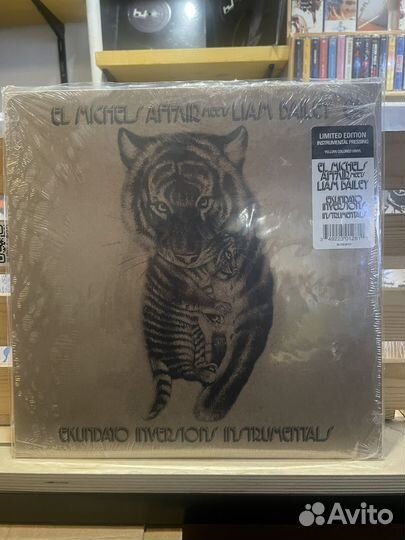 EL MICHELS AFFAIR MEETS LIAM BAILEY
LIMITED EDITION
INSTRUMENTAL PRESSING
YELLOW COLORED VINYL
EL MICHELS
AFFAIR MEETS
LIAM BAILEY
EKUNDAYO
INVERSIONS
INSTRUMENTALS
EKUNDAYO INVERSIONS INSTRUMENTALS
Avito